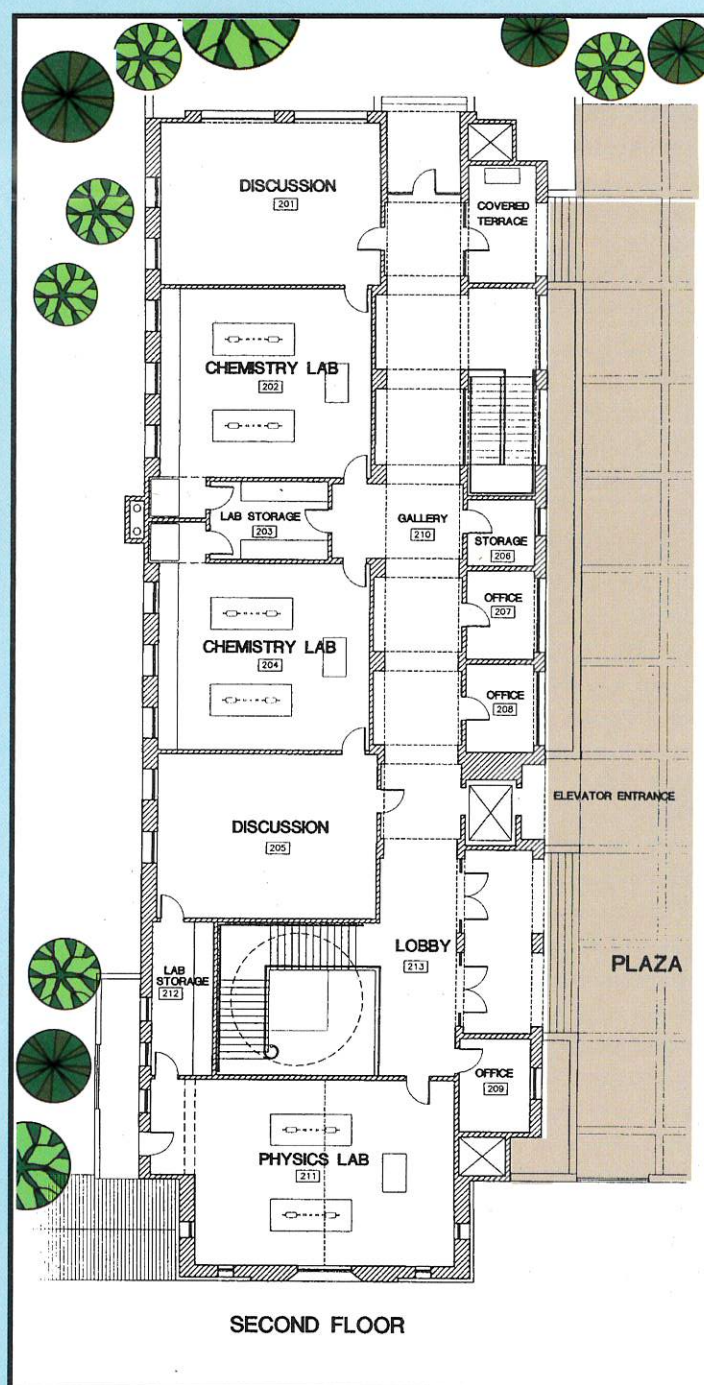 DISCUSSION
201
COVERED
TERRACE
CHEMISTRY LAB
202
LAB STORAGE
203
GALLERY
210
STORAGE
206
OFFICE
207
CHEMISTRY LAB
204
OFFICE
208
ELEVATOR ENTRANCE
DISCUSSION
205
LOBBY
213
PLAZA
LAB
STORAGE
212
OFFICE
209
PHYSICS LAB
211
SECOND FLOOR